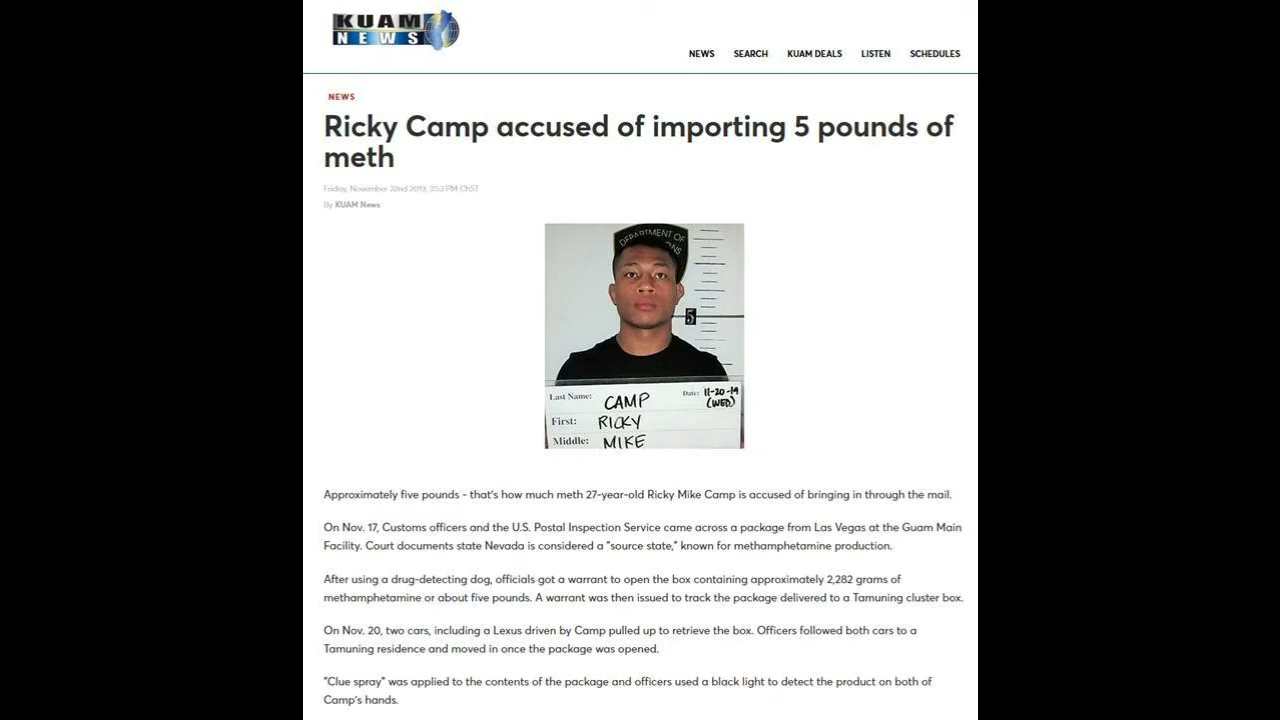 KUAM
NEWS
NEWS SEARCH KUAM DEALS LISTEN SCHEDULES
NEWS
Ricky Camp accused of importing 5 pounds of
meth
Friday, November 22nd 2019, 3:53 PM ChST
By KUAM News
DEPARTMENT OF
5
Last Name: CAMP Date: 11-20-19
(WED)
First: RICKY
Middle: MIKE
Approximately five pounds - that's how much meth 27-year-old Ricky Mike Camp is accused of bringing in through the mail.
On Nov. 17, Customs officers and the U.S. Postal Inspection Service came across a package from Las Vegas at the Guam Main
Facility. Court documents state Nevada is considered a "source state," known for methamphetamine production.
After using a drug-detecting dog, officials got a warrant to open the box containing approximately 2,282 grams of
methamphetamine or about five pounds. A warrant was then issued to track the package delivered to a Tamuning cluster box.
On Nov. 20, two cars, including a Lexus driven by Camp pulled up to retrieve the box. Officers followed both cars to a
Tamuning residence and moved in once the package was opened.
"Clue spray" was applied to the contents of the package and officers used a black light to detect the product on both of
Camp's hands.